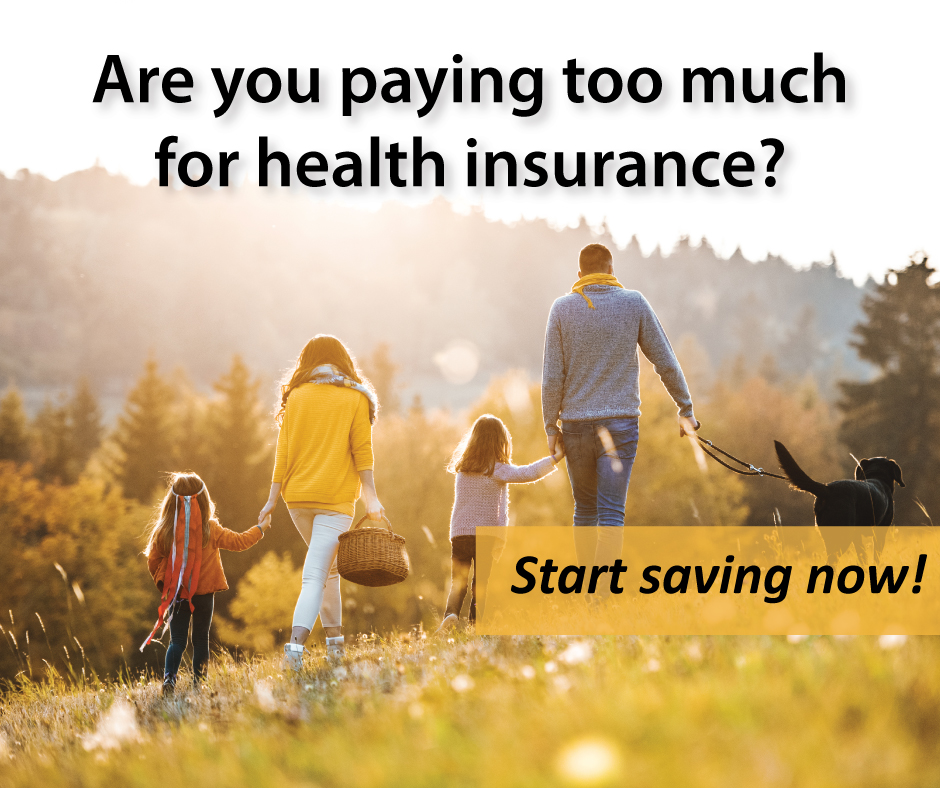 Are you paying too much
for health insurance?
Start saving now!